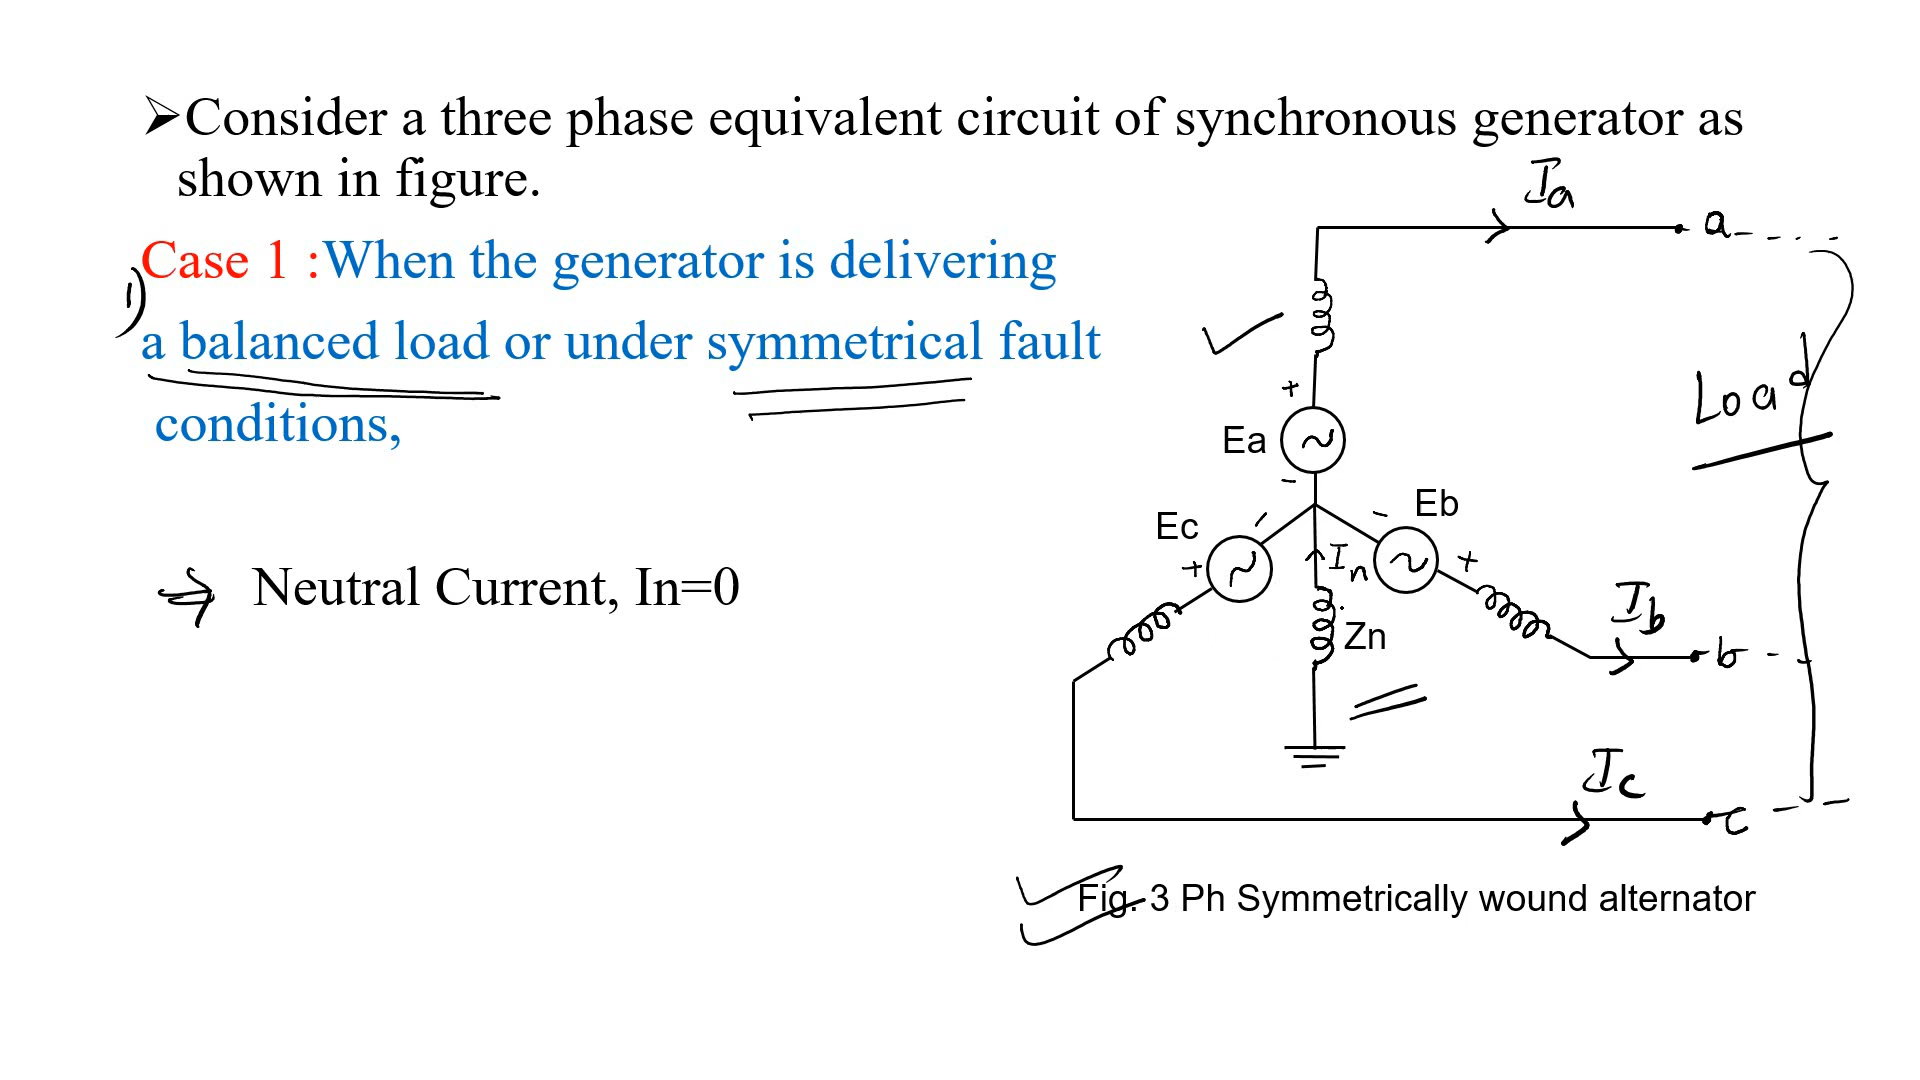 ➢Consider a three phase equivalent circuit of synchronous generator as
shown in figure.
Case 1 :When the generator is delivering
1)
a balanced load or under symmetrical fault
conditions,
⇒ Neutral Current, In=0
Ia
a
Load
+
Ea
-
Ec
-
+
In
Zn
-
Eb
+
Ib
b
Ic
c
Fig. 3 Ph Symmetrically wound alternator